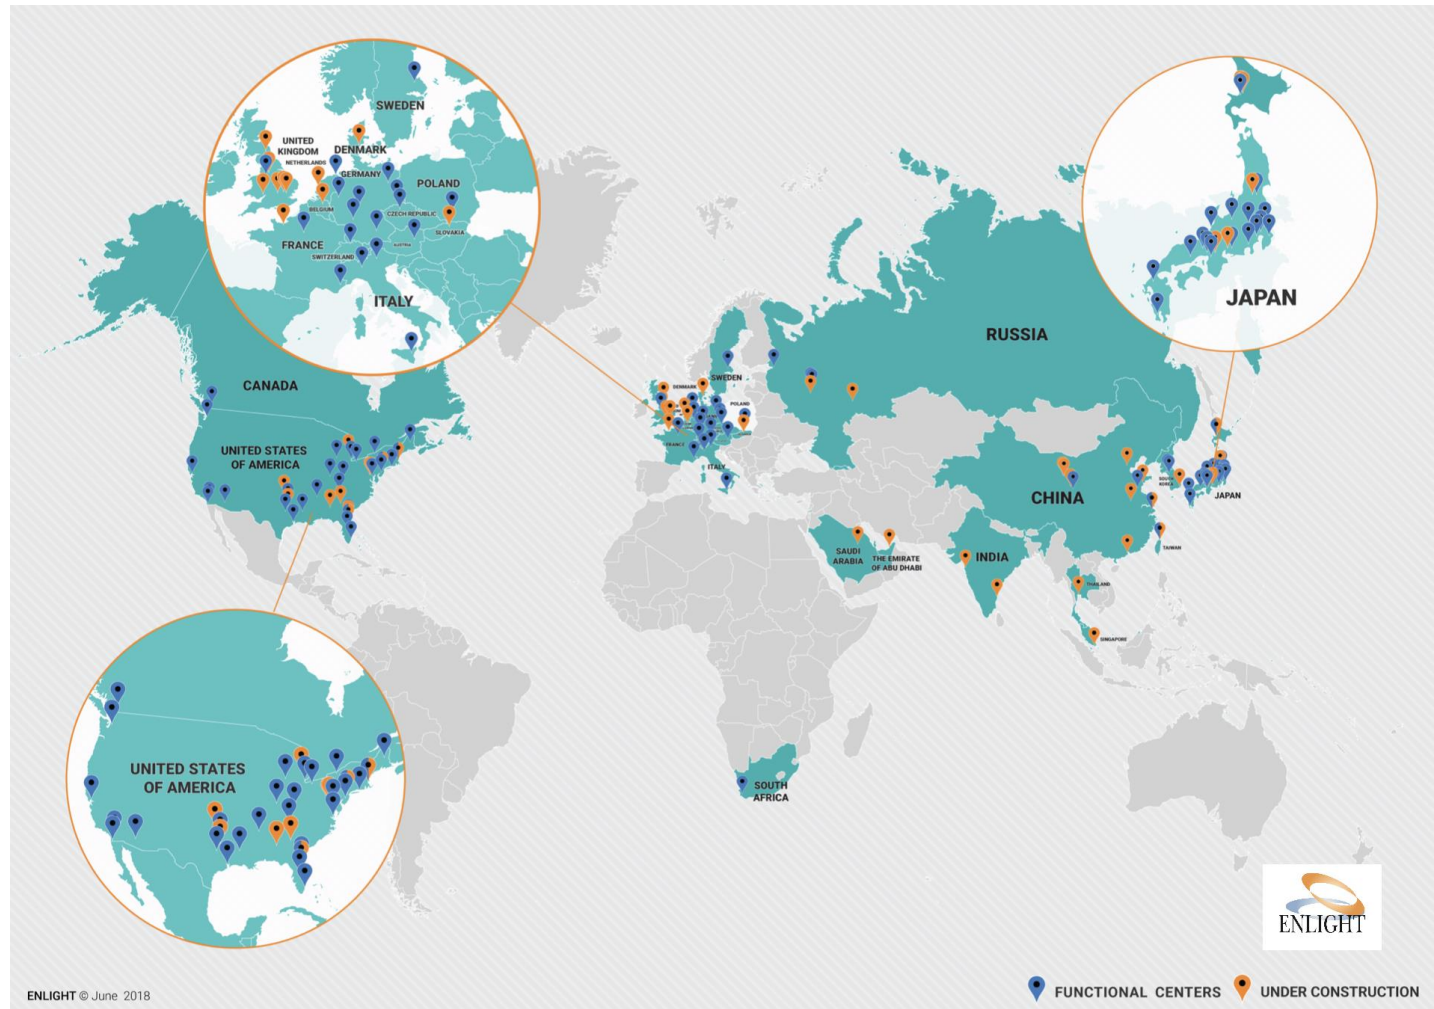 SWEDEN
UNITED
KINGDOM
DENMARK
NETHERLANDS
GERMANY
POLAND
BELGIUM
CZECH REPUBLIC
SLOVAKIA
FRANCE
AUSTRIA
SWITZERLAND
ITALY
JAPAN
RUSSIA
CANADA
UNITED STATES
OF AMERICA
DENMARK
SWEDEN
POLAND
FRANCE
ITALY
CHINA
SOUTH
KOREA
JAPAN
TAIWAN
SAUDI
ARABIA
THE EMIRATE
OF ABU DHABI
INDIA
THAILAND
SINGAPORE
UNITED STATES
OF AMERICA
SOUTH
AFRICA
ENLIGHT
ENLIGHT © June 2018
FUNCTIONAL CENTERS
UNDER CONSTRUCTION